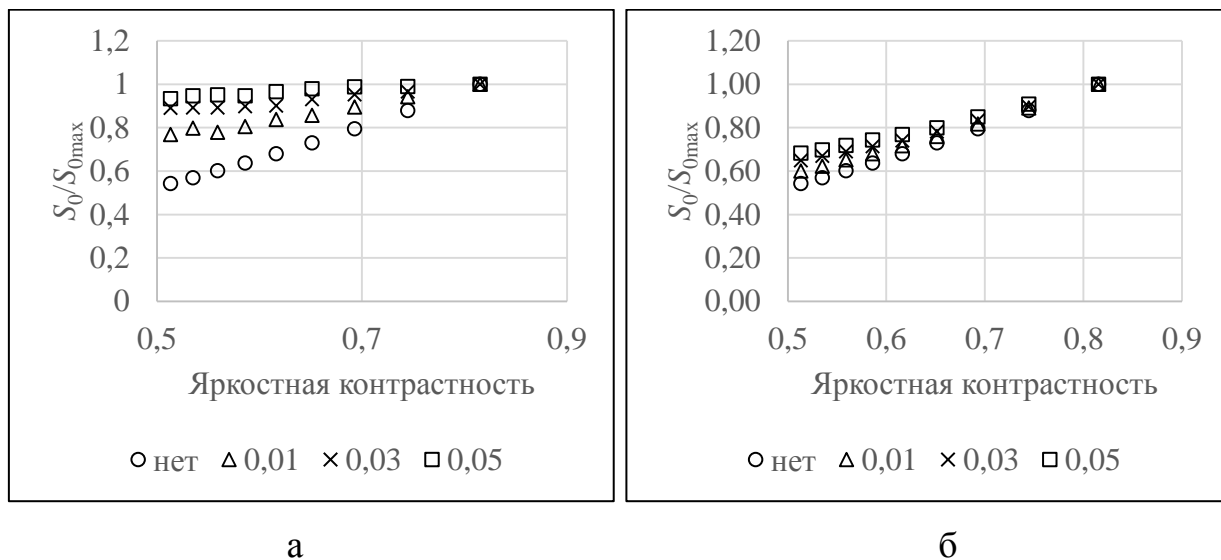 1,2
1
0,8
0,6
0,4
0,2
0
S0/S0max
0,5 0,7 0,9
Яркостная контрастность
нет 0,01 0,03 0,05
а
1,20
1,00
0,80
0,60
0,40
0,20
0,00
S0/S0max
0,5 0,6 0,7 0,8 0,9
Яркостная контрастность
нет 0,01 0,03 0,05
б